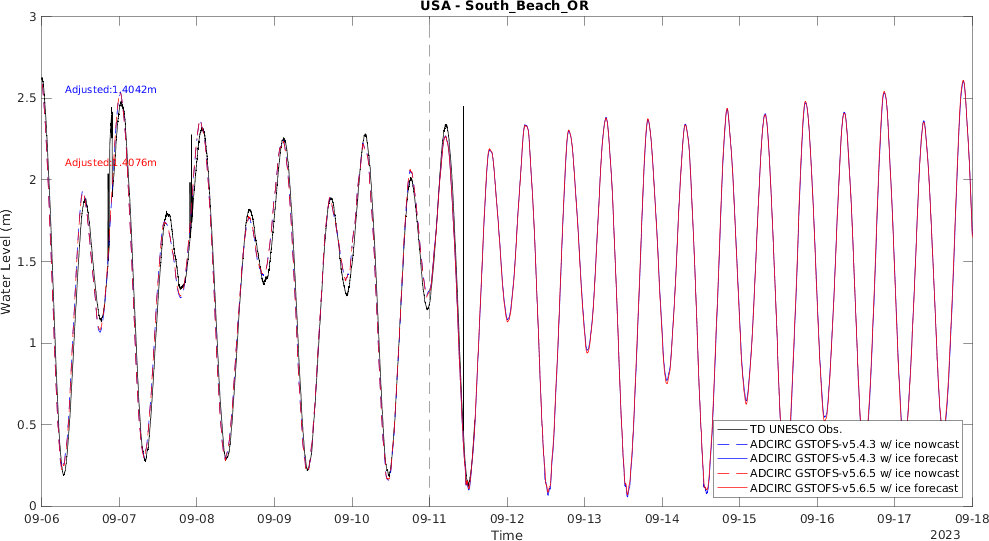 USA - South_Beach_OR
3
2.5
2
1.5
1
0.5
0
Water Level (m)
Adjusted:1.4042m
Adjusted:1.4076m
TD UNESCO Obs.
ADCIRC GSTOFS-v5.4.3 w/ ice nowcast
ADCIRC GSTOFS-v5.4.3 w/ ice forecast
ADCIRC GSTOFS-v5.6.5 w/ ice nowcast
ADCIRC GSTOFS-v5.6.5 w/ ice forecast
09-06 09-07 09-08 09-09 09-10 09-11 09-12 09-13 09-14 09-15 09-16 09-17 09-18
Time
2023